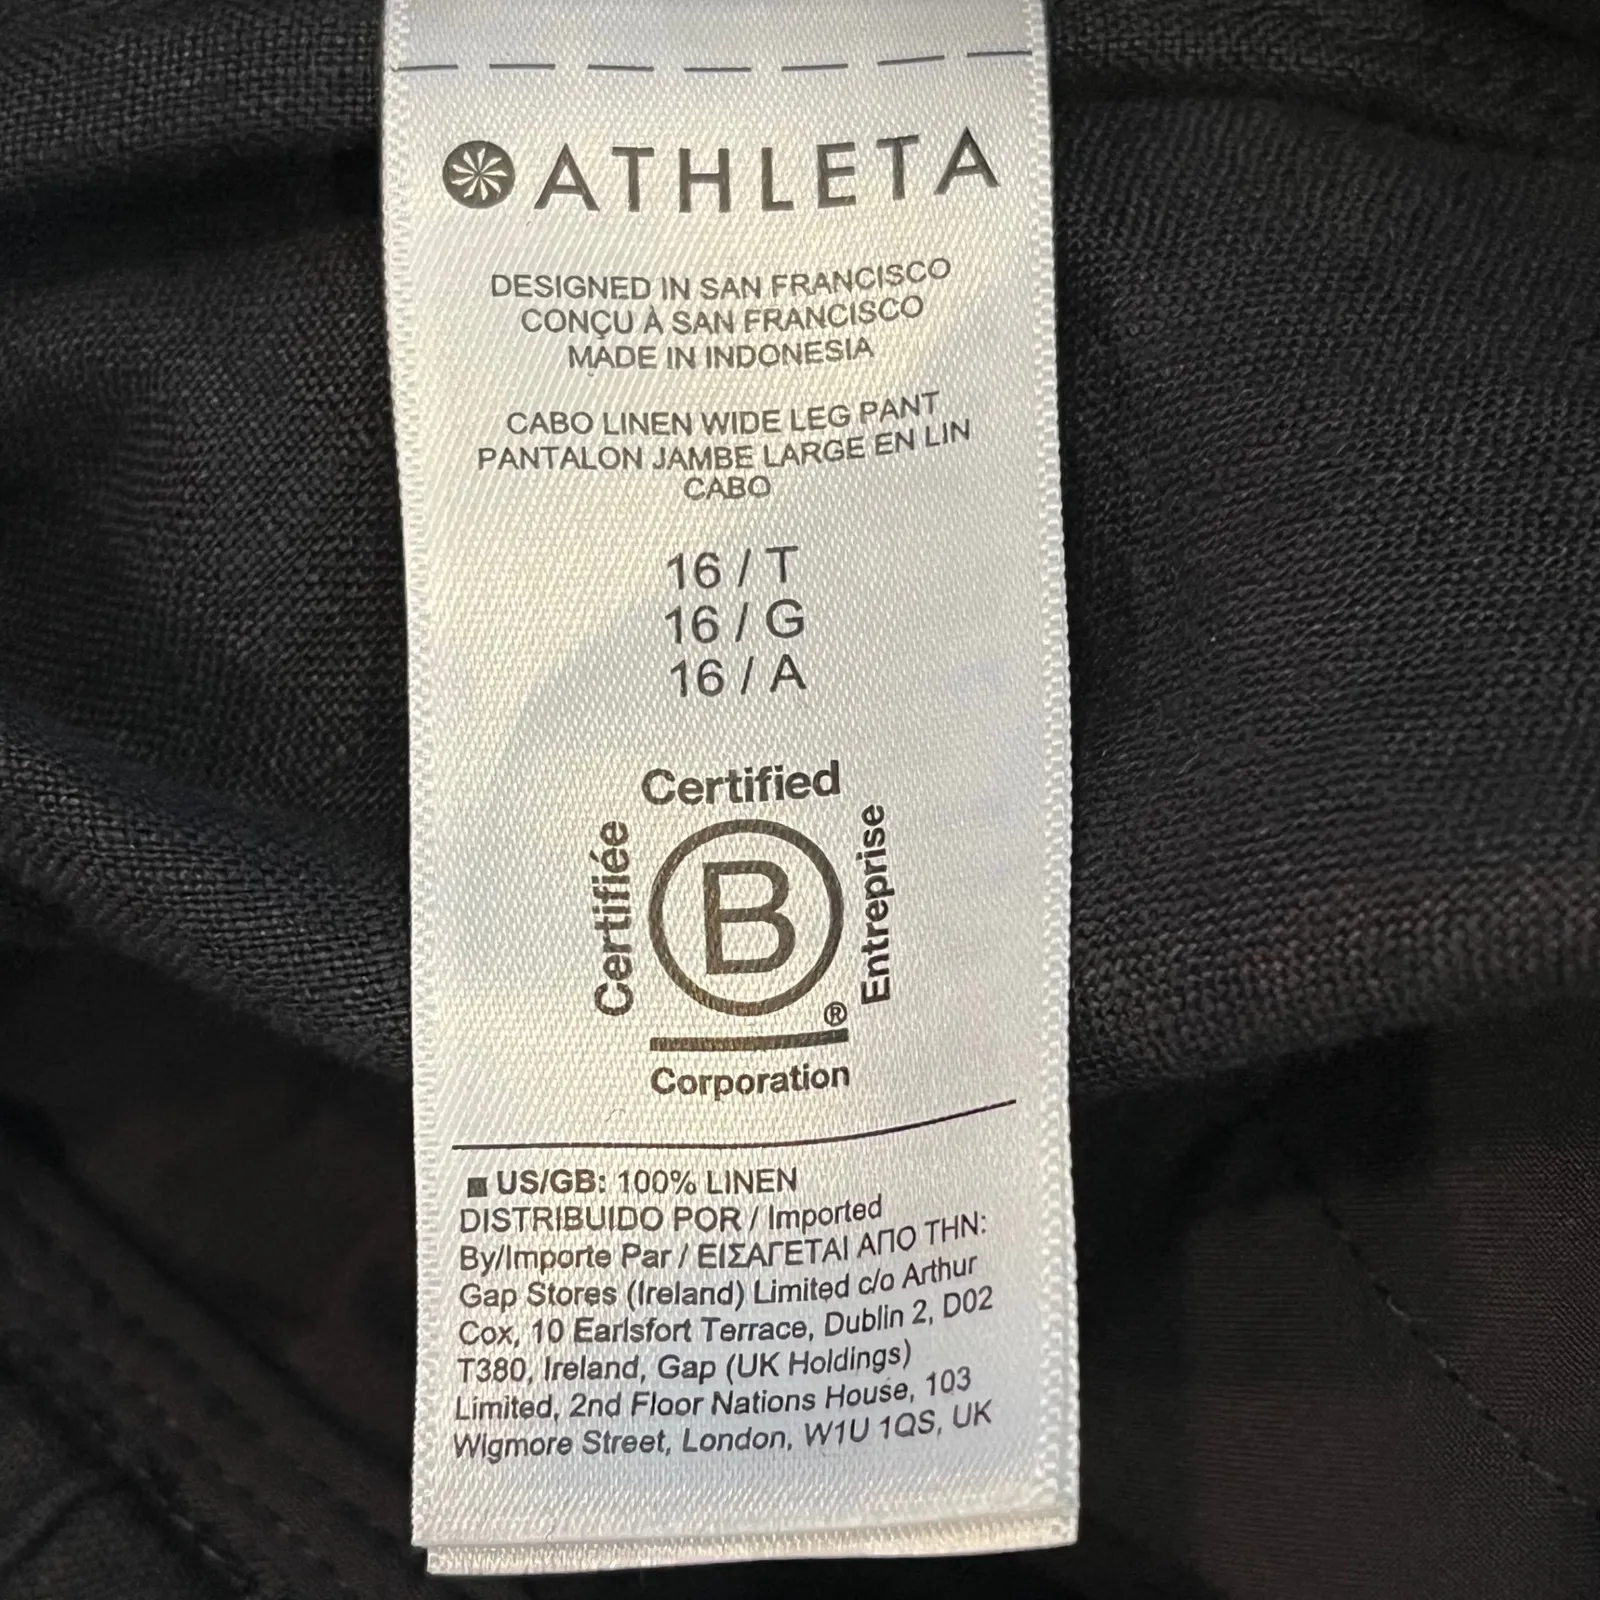 ATHLETA
DESIGNED IN SAN FRANCISCO
CONÇU À SAN FRANCISCO
MADE IN INDONESIA
CABO LINEN WIDE LEG PANT
PANTALON JAMBE LARGE EN LIN
CABO
16 / T
16 / G
16 / A
Certified
Certifiée
B
Entreprise
®
Corporation
US/GB: 100% LINEN
DISTRIBUIDO POR / Imported
By/Importe Par / ΕΙΣΑΓΕΤΑΙ ΑΠΟ ΤΗΝ:
Gap Stores (Ireland) Limited c/o Arthur
Cox, 10 Earlsfort Terrace, Dublin 2, D02
T380, Ireland, Gap (UK Holdings)
Limited, 2nd Floor Nations House, 103
Wigmore Street, London, W1U 1QS, UK